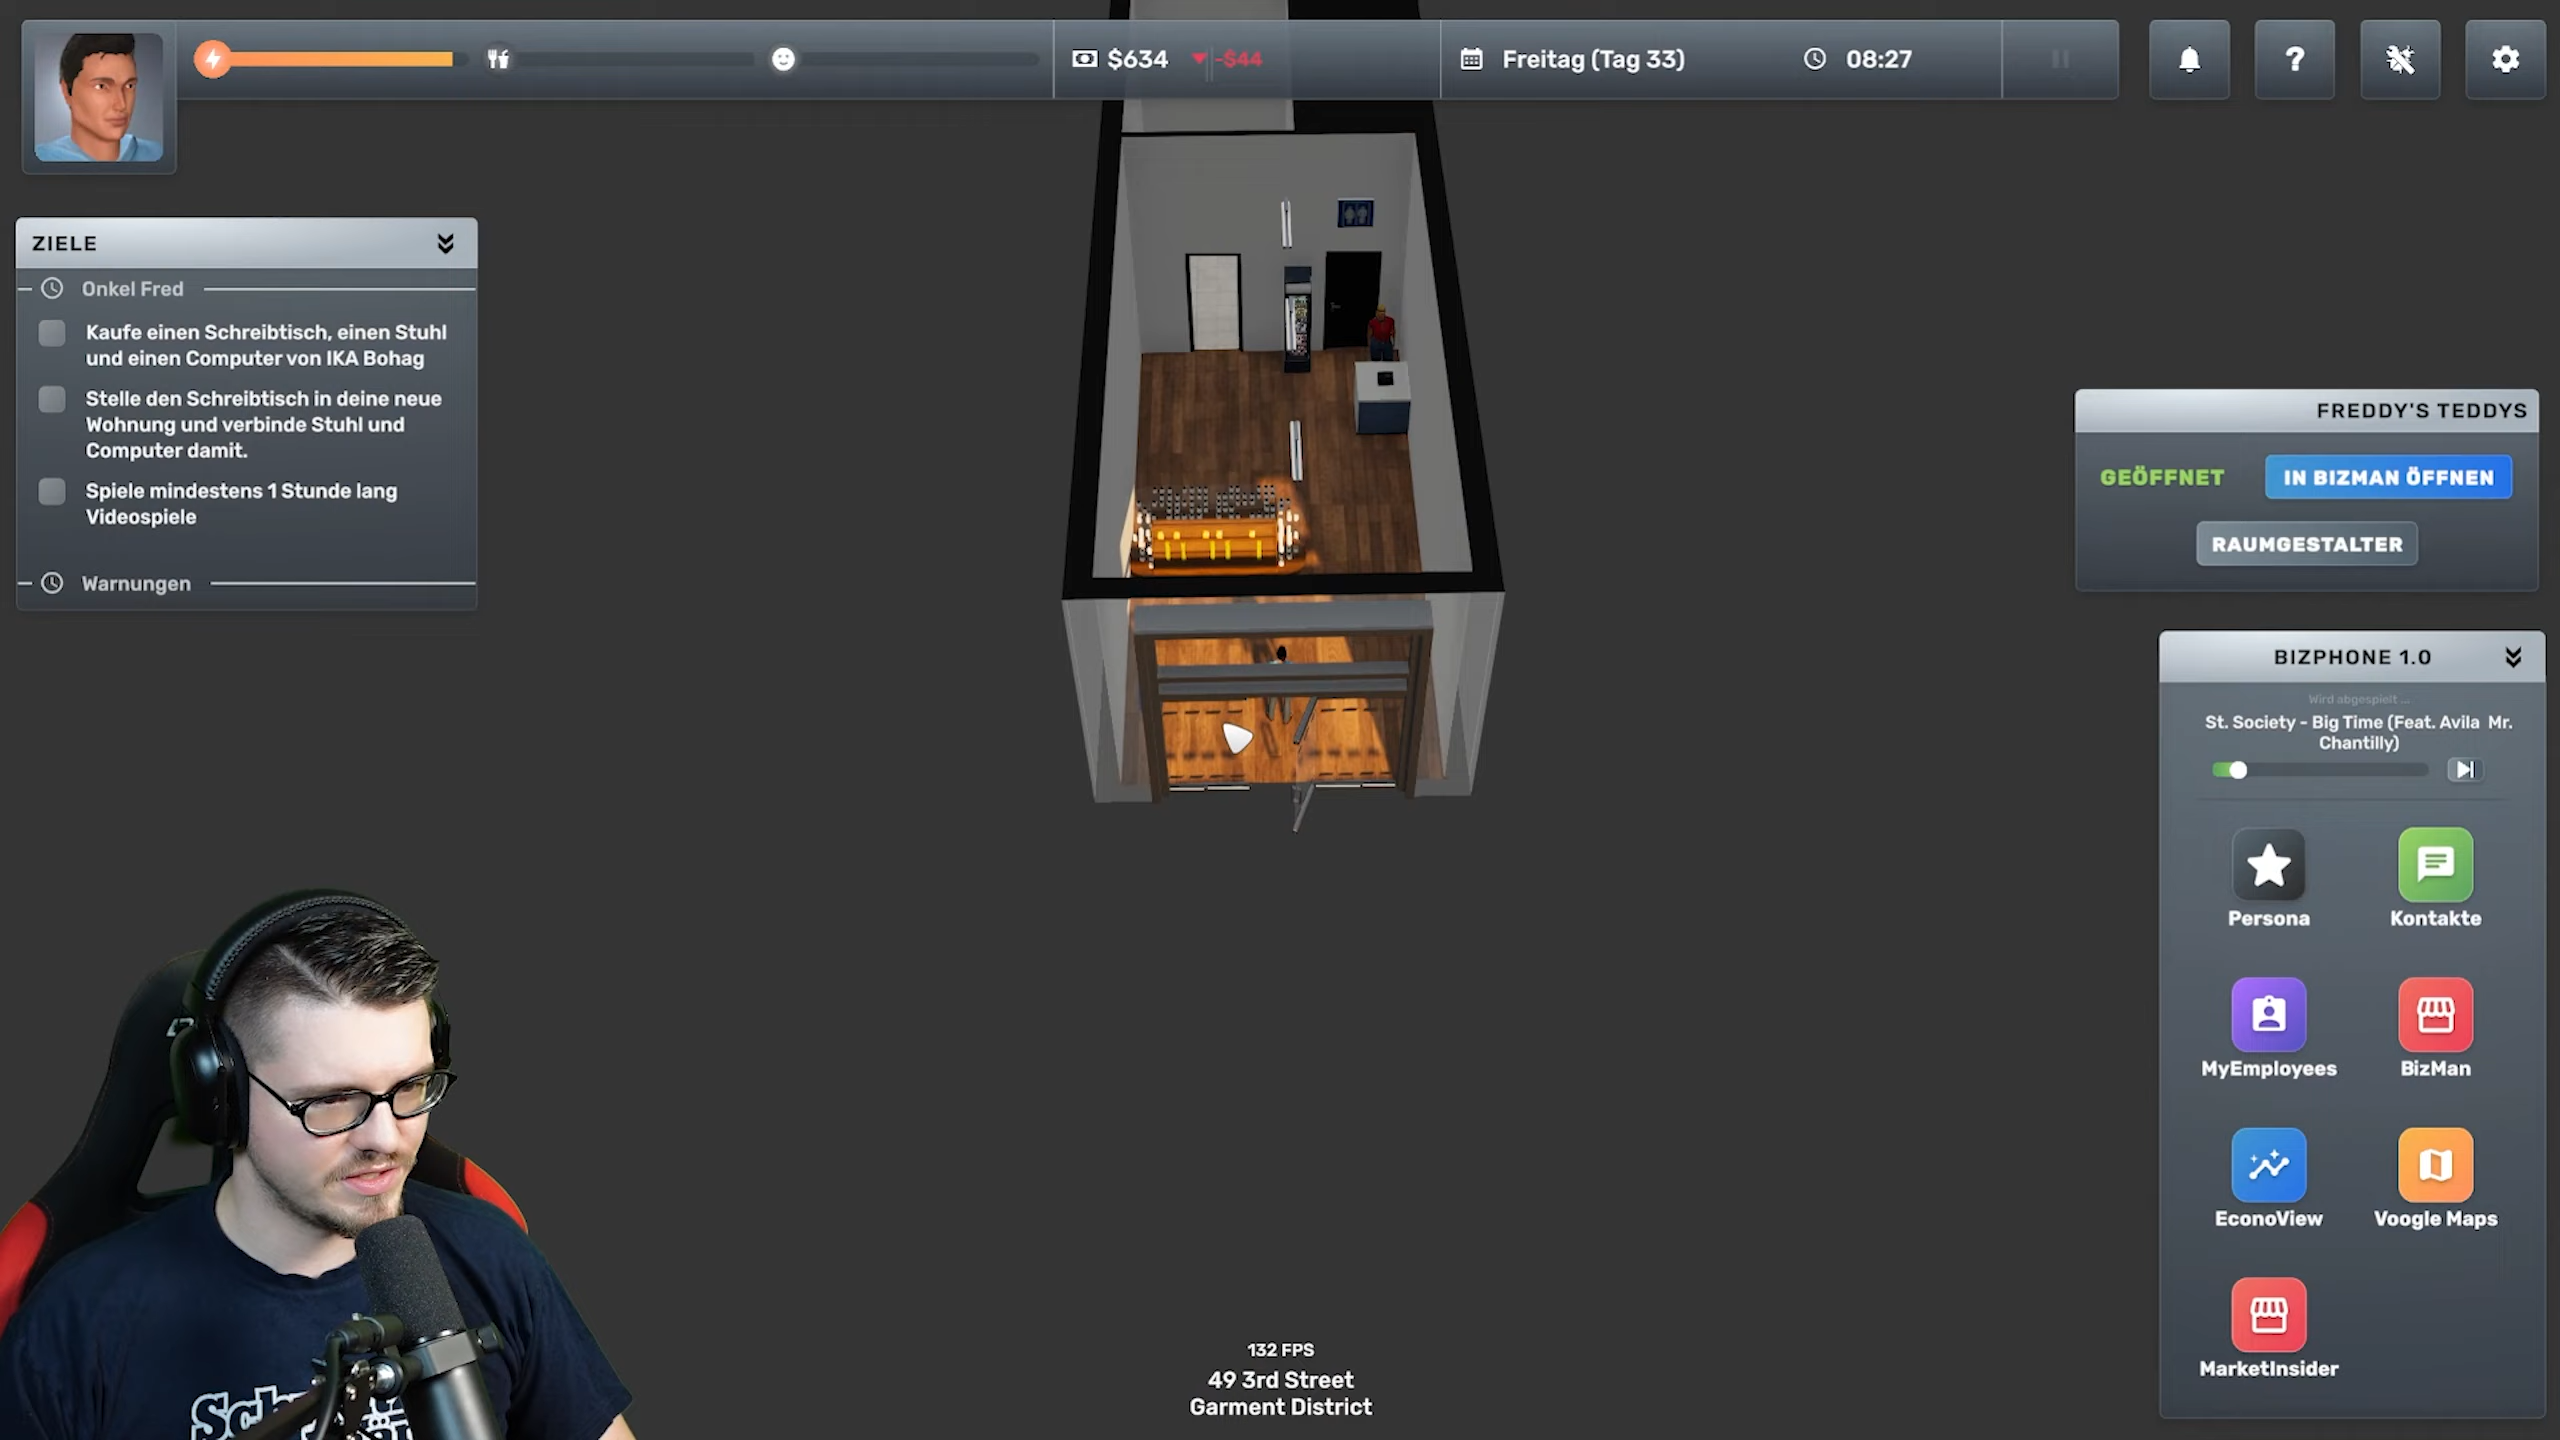 $634 -$44
Freitag (Tag 33)
08:27
?
ZIELE
Onkel Fred
Kaufe einen Schreibtisch, einen Stuhl
und einen Computer von IKA Bohag
Stelle den Schreibtisch in deine neue
Wohnung und verbinde Stuhl und
Computer damit.
Spiele mindestens 1 Stunde lang
Videospiele
Warnungen
FREDDY'S TEDDYS
GEÖFFNET
IN BIZMAN ÖFFNEN
RAUMGESTALTER
BIZPHONE 1.0
Wird abgespielt ...
St. Society - Big Time (Feat. Avila Mr.
Chantilly)
Persona
Kontakte
MyEmployees
BizMan
EconoView
Voogle Maps
MarketInsider
132 FPS
49 3rd Street
Garment District